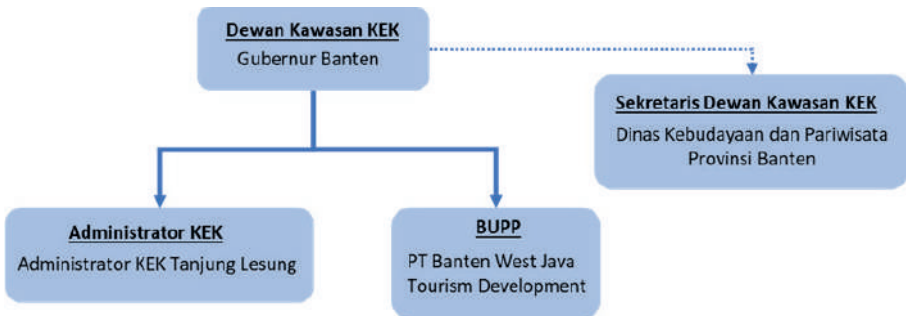 Dewan Kawasan KEK
Gubernur Banten
Sekretaris Dewan Kawasan KEK
Dinas Kebudayaan dan Pariwisata
Provinsi Banten
Administrator KEK
Administrator KEK Tanjung Lesung
BUPP
PT Banten West Java
Tourism Development